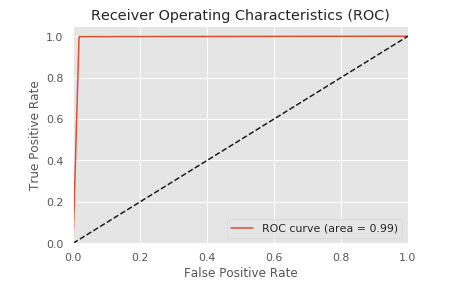 Receiver Operating Characteristics (ROC)
1.0
0.8
0.6
0.4
0.2
0.0
True Positive Rate
ROC curve (area = 0.99)
0.0 0.2 0.4 0.6 0.8 1.0
False Positive Rate